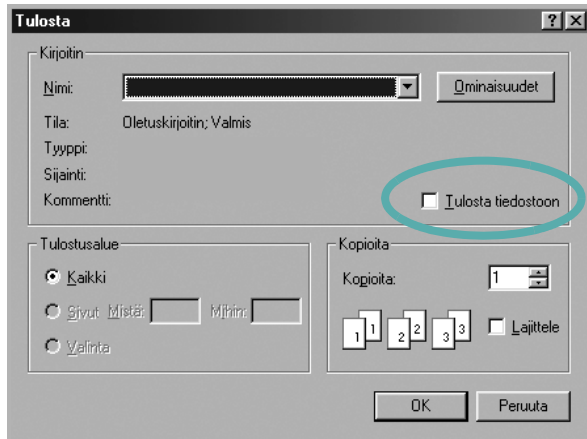 Tulosta
Kirjoitin
Nimi:
Ominaisuudet
Tila: Oletuskirjoitin; Valmis
Tyyppi:
Sijainti:
Kommentti:
Tulosta tiedostoon
Tulostusalue
Kaikki
Sivut Mistä: Mihin:
Valinta
Kopioita
Kopioita: 1
1 1 2 2 3 3
Lajittele
OK Peruuta